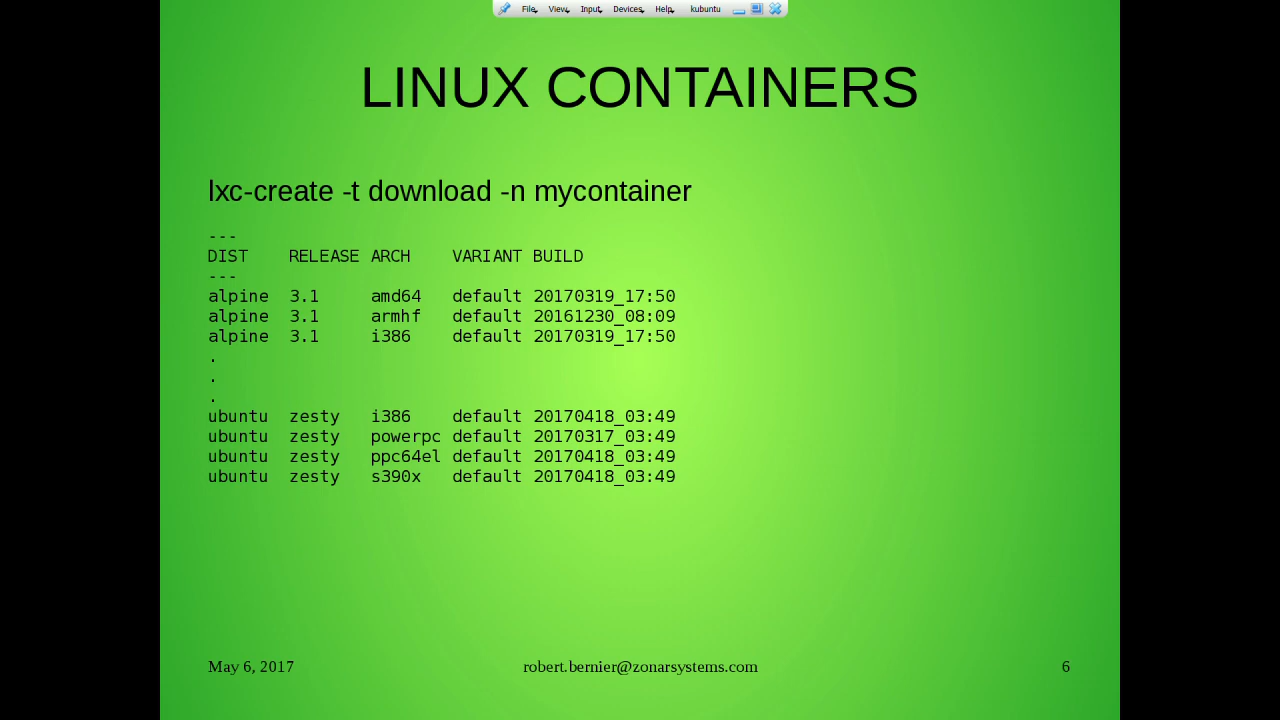 File View Input Devices Help kubuntu
LINUX CONTAINERS
lxc-create -t download -n mycontainer
---
DIST RELEASE ARCH VARIANT BUILD
---
alpine 3.1 amd64 default 20170319_17:50
alpine 3.1 armhf default 20161230_08:09
alpine 3.1 i386 default 20170319_17:50
.
.
.
ubuntu zesty i386 default 20170418_03:49
ubuntu zesty powerpc default 20170317_03:49
ubuntu zesty ppc64el default 20170418_03:49
ubuntu zesty s390x default 20170418_03:49
May 6, 2017 robert.bernier@zonarsystems.com 6